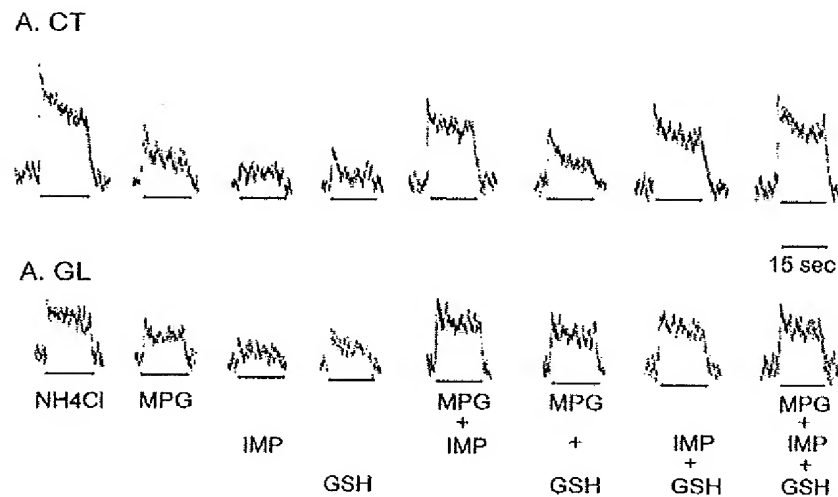 A. CT
15 sec
A. GL
NH4Cl MPG MPG MPG MPG
+ +
IMP IMP + IMP IMP
+ +
GSH GSH GSH GSH